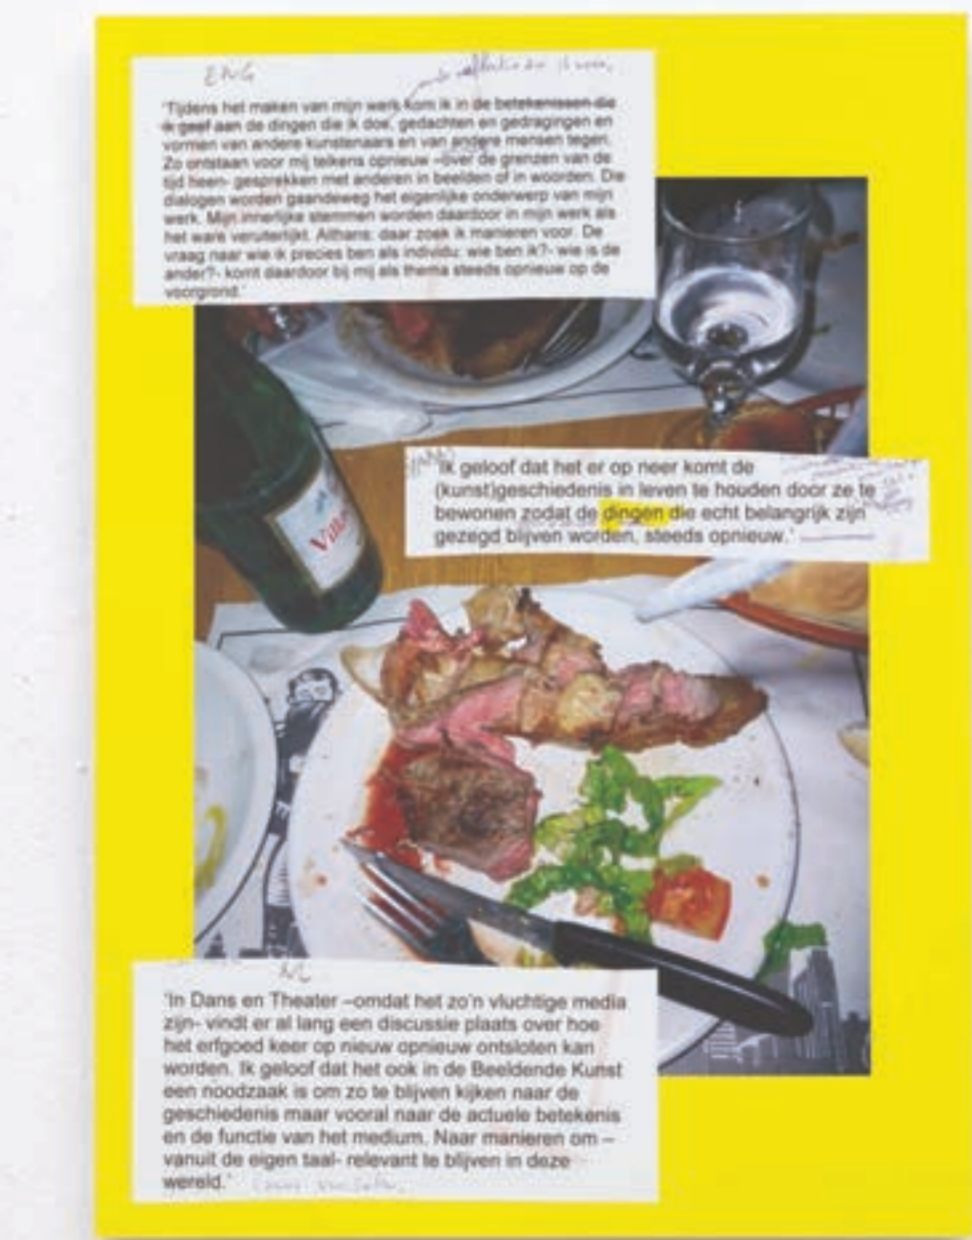 ENG
'Tijdens het maken van mijn werk kom ik in de betekenissen die
ik geef aan de dingen die ik doe, gedachten en gedragingen en
vormen van andere kunstenaars en van andere mensen tegen.
Zo ontstaan voor mij telkens opnieuw –over de grenzen van de
tijd heen- gesprekken met anderen in beelden of in woorden. Die
dialogen worden gaandeweg het eigenlijke onderwerp van mijn
werk. Mijn innerlijke stemmen worden daardoor in mijn werk als
het ware veruiterlijkt. Althans: daar zoek ik manieren voor. De
vraag naar wie ik precies ben als individu: wie ben ik?- wie is de
ander?- komt daardoor bij mij als thema steeds opnieuw op de
voorgrond.'
'Ik geloof dat het er op neer komt de
(kunst)geschiedenis in leven te houden door ze te
bewonen zodat de dingen die echt belangrijk zijn
gezegd blijven worden, steeds opnieuw.'
NL
'In Dans en Theater –omdat het zo'n vluchtige media
zijn- vindt er al lang een discussie plaats over hoe
het erfgoed keer op nieuw opnieuw ontsloten kan
worden. Ik geloof dat het ook in de Beeldende Kunst
een noodzaak is om zo te blijven kijken naar de
geschiedenis maar vooral naar de actuele betekenis
en de functie van het medium. Naar manieren om –
vanuit de eigen taal- relevant te blijven in deze
wereld.'